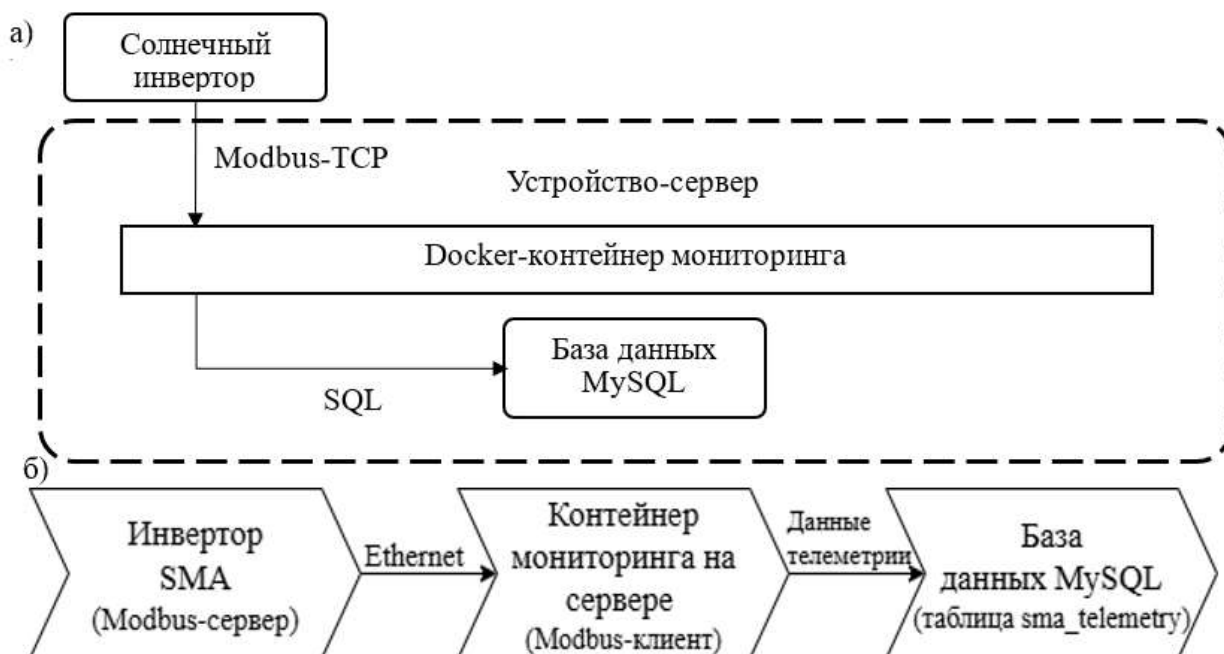 а)
Солнечный
инвертор
Modbus-TCP
Устройство-сервер
Docker-контейнер мониторинга
База данных
MySQL
SQL
б)
Инвертор
SMA
(Modbus-сервер)
Ethernet
Контейнер
мониторинга на
сервере
(Modbus-клиент)
Данные
телеметрии
База
данных MySQL
(таблица sma_telemetry)